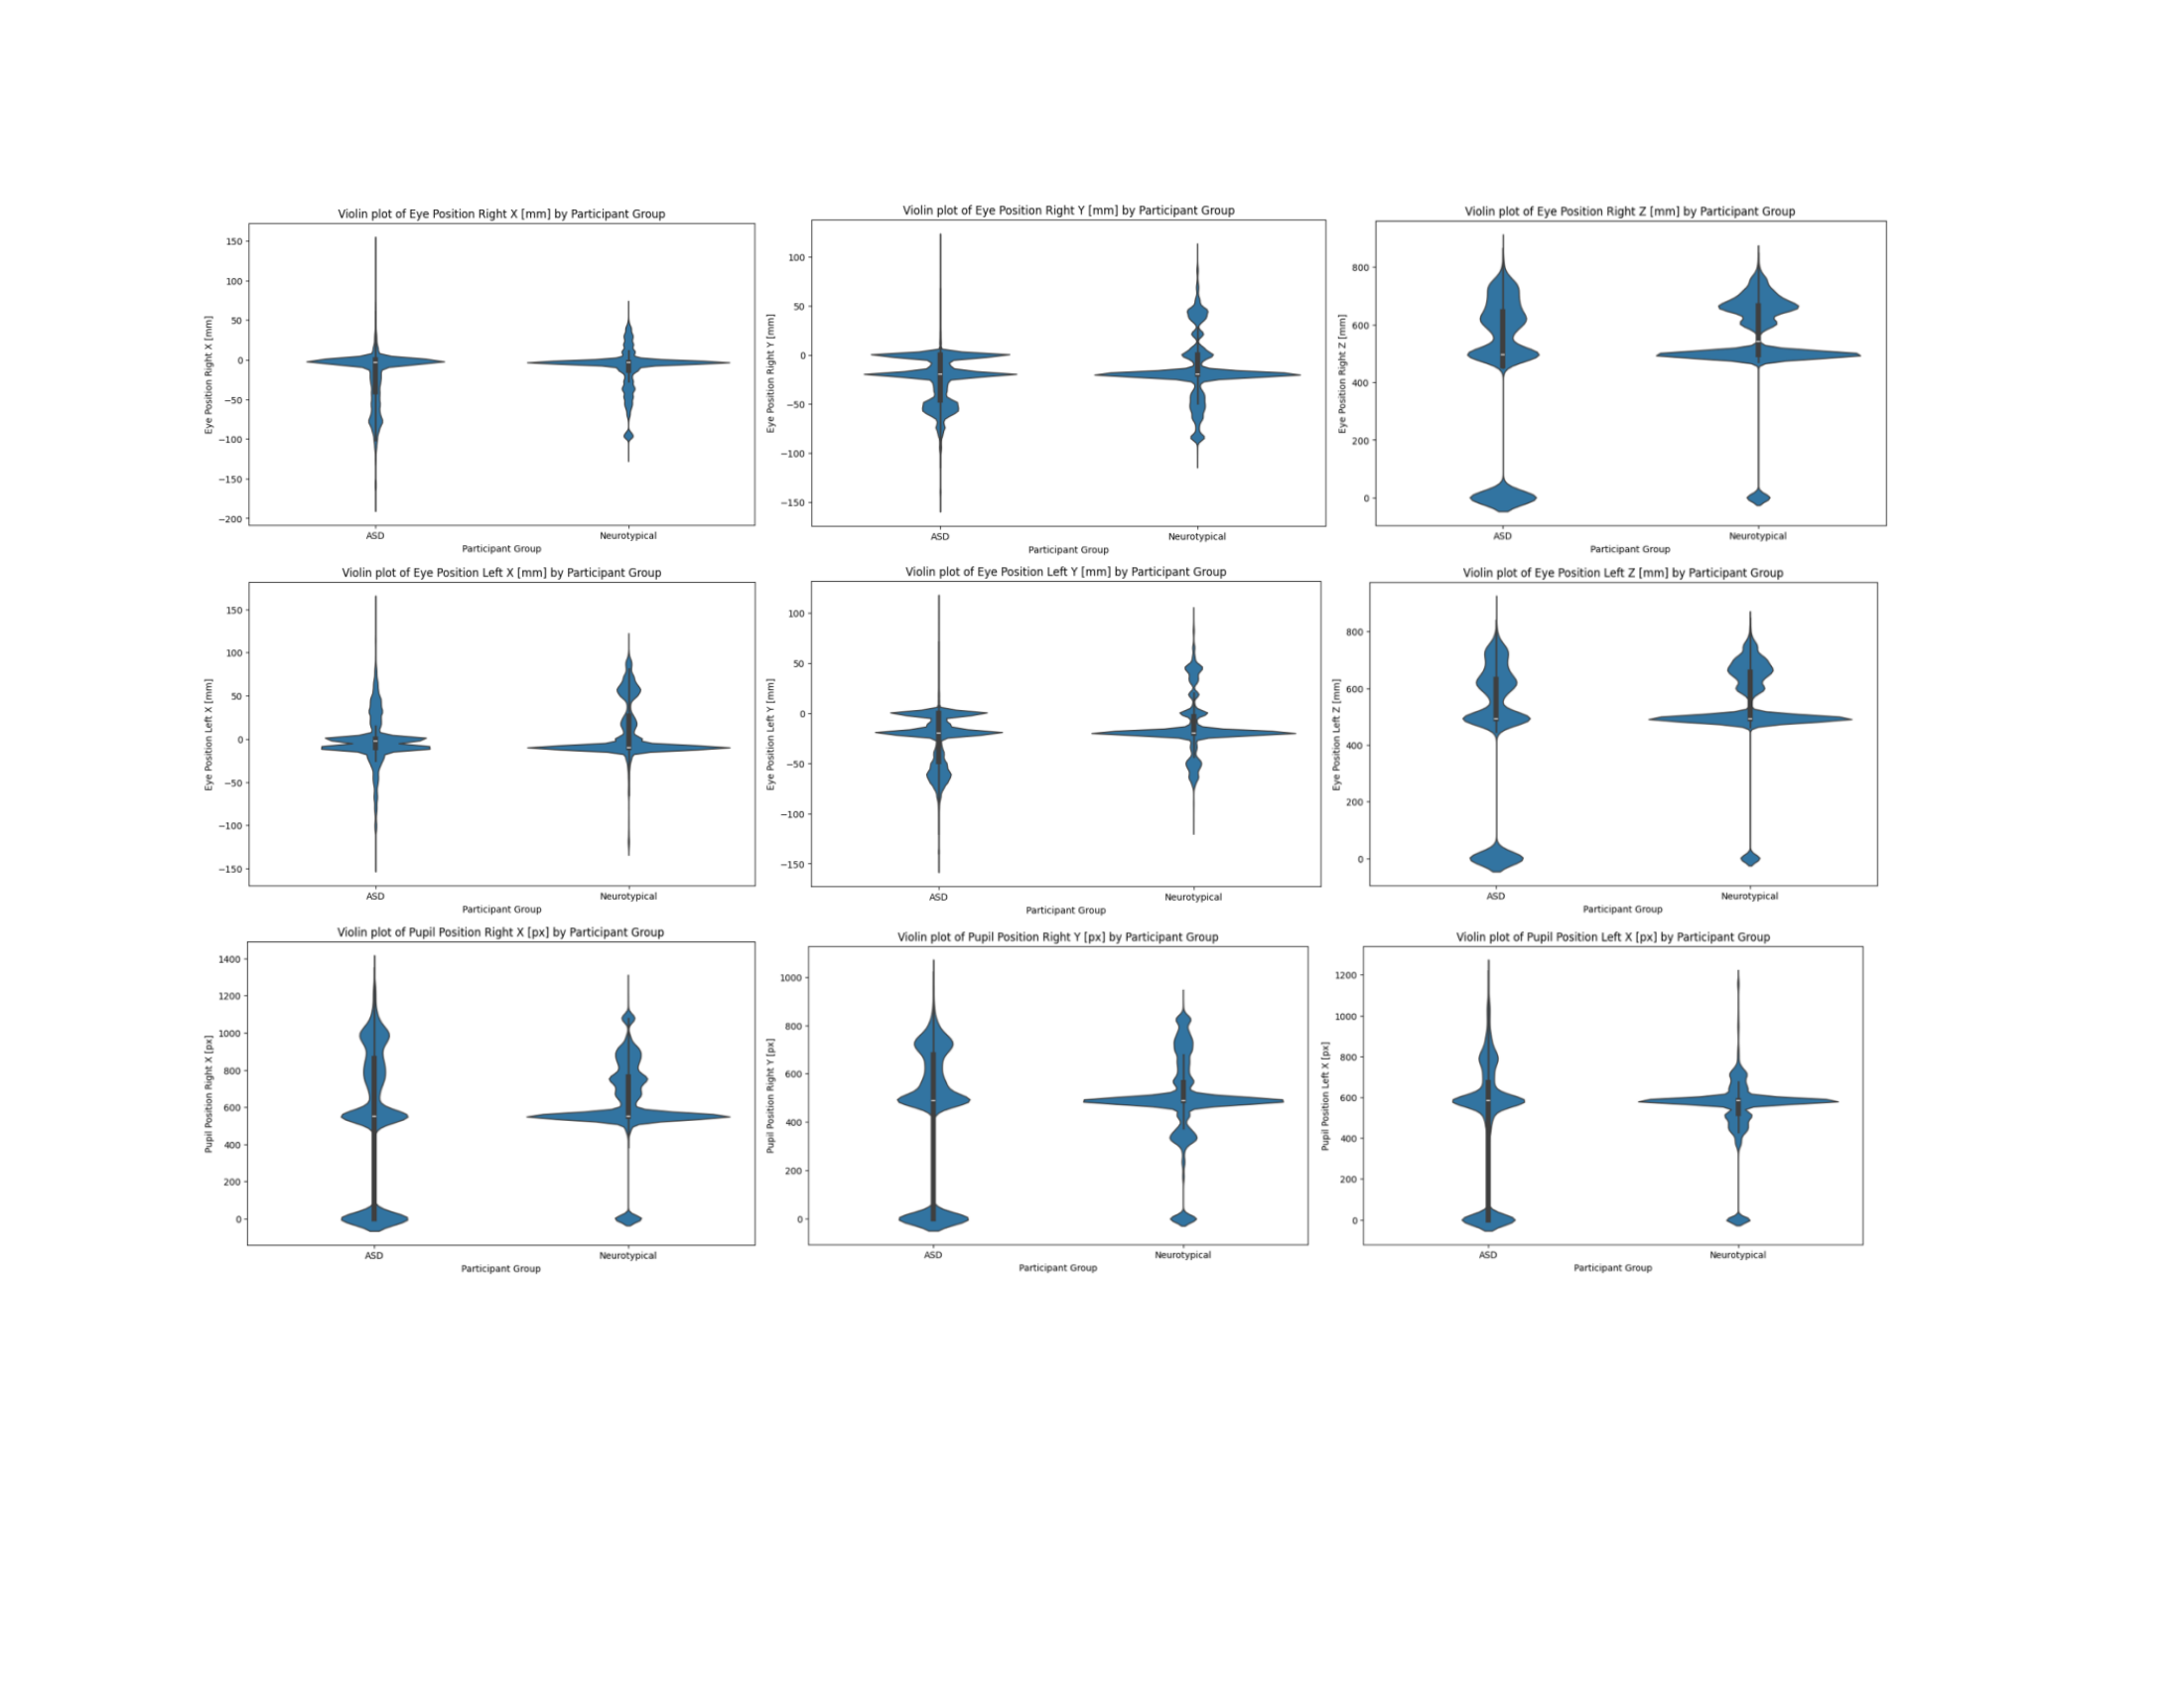 Violin plot of Eye Position Right X [mm] by Participant Group
Eye Position Right X [mm]
150
100
50
0
−50
−100
−150
−200
ASD
Neurotypical
Participant Group
Violin plot of Eye Position Right Y [mm] by Participant Group
Eye Position Right Y [mm]
100
50
0
−50
−100
−150
ASD
Neurotypical
Participant Group
Violin plot of Eye Position Right Z [mm] by Participant Group
Eye Position Right Z [mm]
800
600
400
200
0
ASD
Neurotypical
Participant Group
Violin plot of Eye Position Left X [mm] by Participant Group
Eye Position Left X [mm]
150
100
50
0
−50
−100
−150
ASD
Neurotypical
Participant Group
Violin plot of Eye Position Left Y [mm] by Participant Group
Eye Position Left Y [mm]
100
50
0
−50
−100
−150
ASD
Neurotypical
Participant Group
Violin plot of Eye Position Left Z [mm] by Participant Group
Eye Position Left Z [mm]
800
600
400
200
0
ASD
Neurotypical
Participant Group
Violin plot of Pupil Position Right X [px] by Participant Group
Pupil Position Right X [px]
1400
1200
1000
800
600
400
200
0
ASD
Neurotypical
Participant Group
Violin plot of Pupil Position Right Y [px] by Participant Group
Pupil Position Right Y [px]
1000
800
600
400
200
0
ASD
Neurotypical
Participant Group
Violin plot of Pupil Position Left X [px] by Participant Group
Pupil Position Left X [px]
1200
1000
800
600
400
200
0
ASD
Neurotypical
Participant Group